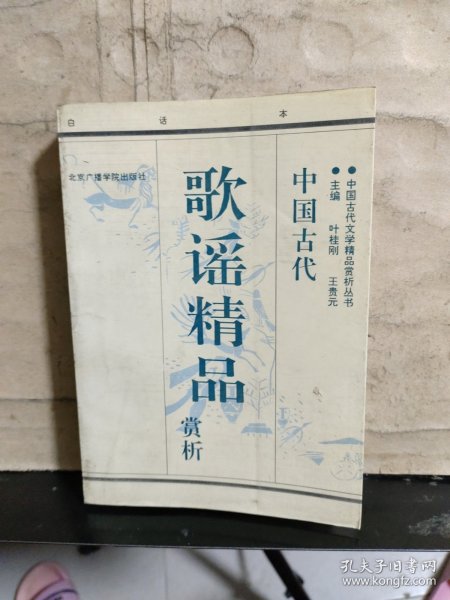 白话本
●中国古代文学精品赏析丛书
●主编 叶桂刚 王贵元
中国古代
歌谣精品
赏析
北京广播学院出版社
孔夫子旧书网
www.kongfz.com